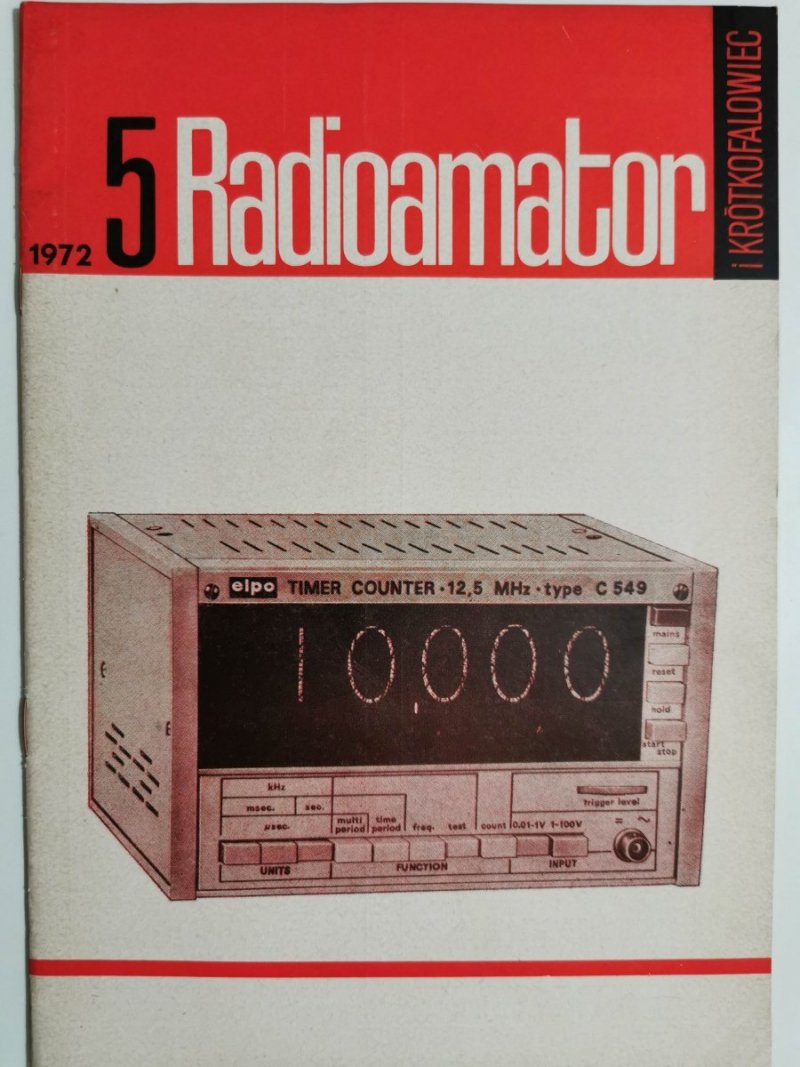 5 Radioamator
i KRÓTKOFALOWIEC
1972
elpo TIMER COUNTER · 12,5 MHz · type C 549
10,000
mains
reset
hold
start
stop
kHz
msec. sec.
µsec.
multi period
time period
freq. test count 0.01-1V 1-100V
trigger level
= ~
UNITS FUNCTION INPUT